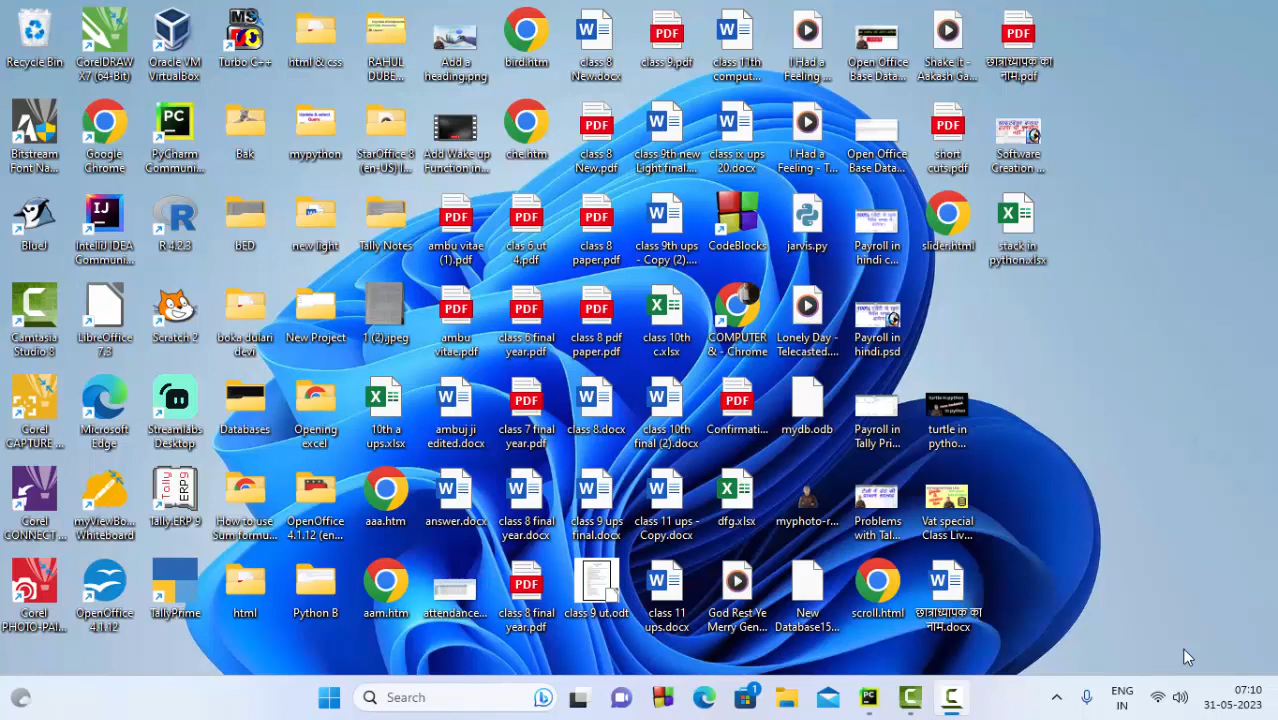 Recycle Bin
CorelDRAW
X7 (64-Bit)
Oracle VM
VirtualBox
Turbo C++
html & css
RAHUL
DUBE...
Add a
heading.png
bird.htm
class 8
New.docx
class 9.pdf
class 11th
comput...
I Had a
Feeling ...
Open Office
Base Data...
Shake It -
Aakash Ga...
छात्राध्यापक का
नाम.pdf
Bitstream
Font Na...
Google
Chrome
PyCharm
Communi...
Bak
mypython
StarOffice 8
(en-US) I...
Add Wake up
Function in...
che.htm
class 8
New.pdf
class 9th new
Light final....
class ix ups
20.docx
I Had a
Feeling - T...
Open Office
Base Data...
short
cuts.pdf
Software
Creation ...
BlueJ
IntelliJ IDEA
Communi...
R 4.2.3
bED
new light
Tally Notes
ambu vitae
(1).pdf
clas 6 ut
4.pdf
class 8
paper.pdf
class 9th ups
- Copy (2)....
CodeBlocks
jarvis.py
Payroll in
hindi c...
slider.html
stack in
python.xlsx
Camtasia
Studio 8
LibreOffice
7.3
Scratch 2
boka dulari
devi
New Project
1 (2).jpeg
ambu
vitae.pdf
class 6 final
year.pdf
class 8 pdf
paper.pdf
class 10th
c.xlsx
COMPUTER
& - Chrome
Lonely Day -
Telecasted....
Payroll in
hindi.psd
Corel
CAPTURE ...
Microsoft
Edge
Streamlabs
Desktop
Databases
Opening
excel
10th a
ups.xlsx
ambuj ji
edited.docx
class 7 final
year.pdf
class 8.docx
class 10th
final (2).docx
Confirmati...
mydb.odb
Payroll in
Tally Pri...
turtle in
pytho...
Corel
CONNECT ...
myViewBo...
Whiteboard
Tally.ERP 9
How to use
Sum formu...
OpenOffice
4.1.12 (en...
aaa.htm
answer.docx
class 8 final
year.docx
class 9 ups
final.docx
class 11 ups -
Copy.docx
dfg.xlsx
myphoto-r...
Problems
with Tal...
Vat special
Class Liv...
Corel
PHOTO-PAI...
OpenOffice
4.1.12
TallyPrime
html
Python B
aam.htm
attendance...
class 8 final
year.pdf
class 9 ut.odt
class 11
ups.docx
God Rest Ye
Merry Gen...
New
Database15...
scroll.html
छात्राध्यापक का
नाम.docx
Search
1
ENG
IN
07:10
31-05-2023